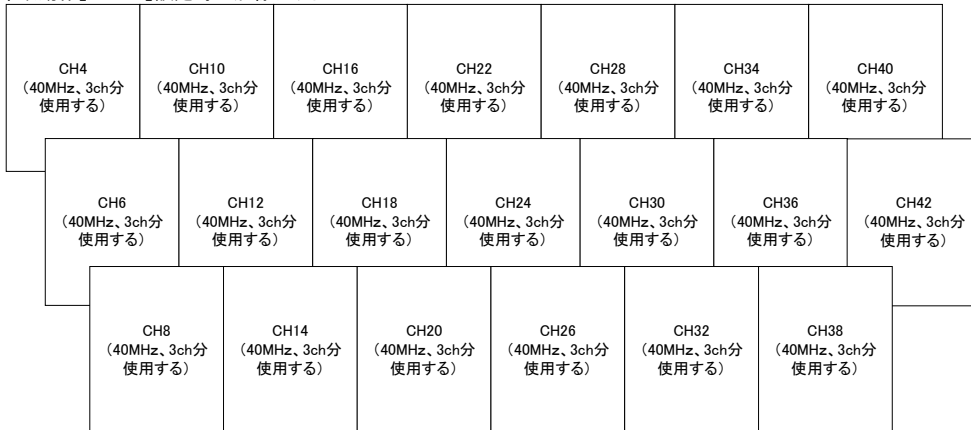 CH4
(40MHz、3ch分
使用する)
CH10
(40MHz、3ch分
使用する)
CH16
(40MHz、3ch分
使用する)
CH22
(40MHz、3ch分
使用する)
CH28
(40MHz、3ch分
使用する)
CH34
(40MHz、3ch分
使用する)
CH40
(40MHz、3ch分
使用する)
CH6
(40MHz、3ch分
使用する)
CH12
(40MHz、3ch分
使用する)
CH18
(40MHz、3ch分
使用する)
CH24
(40MHz、3ch分
使用する)
CH30
(40MHz、3ch分
使用する)
CH36
(40MHz、3ch分
使用する)
CH42
(40MHz、3ch分
使用する)
CH8
(40MHz、3ch分
使用する)
CH14
(40MHz、3ch分
使用する)
CH20
(40MHz、3ch分
使用する)
CH26
(40MHz、3ch分
使用する)
CH32
(40MHz、3ch分
使用する)
CH38
(40MHz、3ch分
使用する)